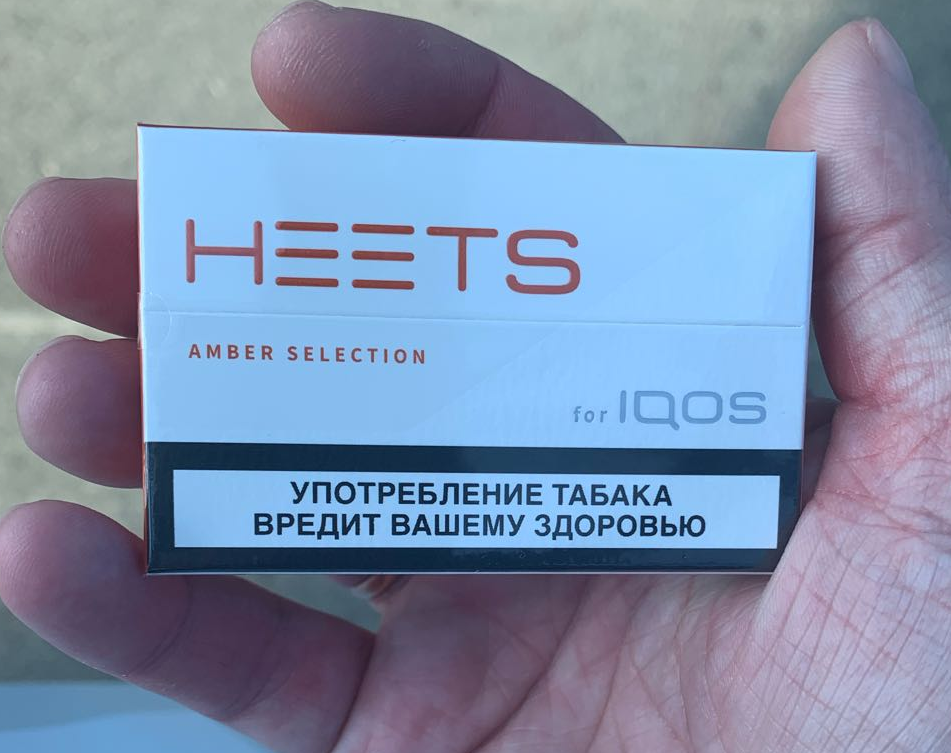 HEETS
AMBER SELECTION
for IQOS
УПОТРЕБЛЕНИЕ ТАБАКА
ВРЕДИТ ВАШЕМУ ЗДОРОВЬЮ